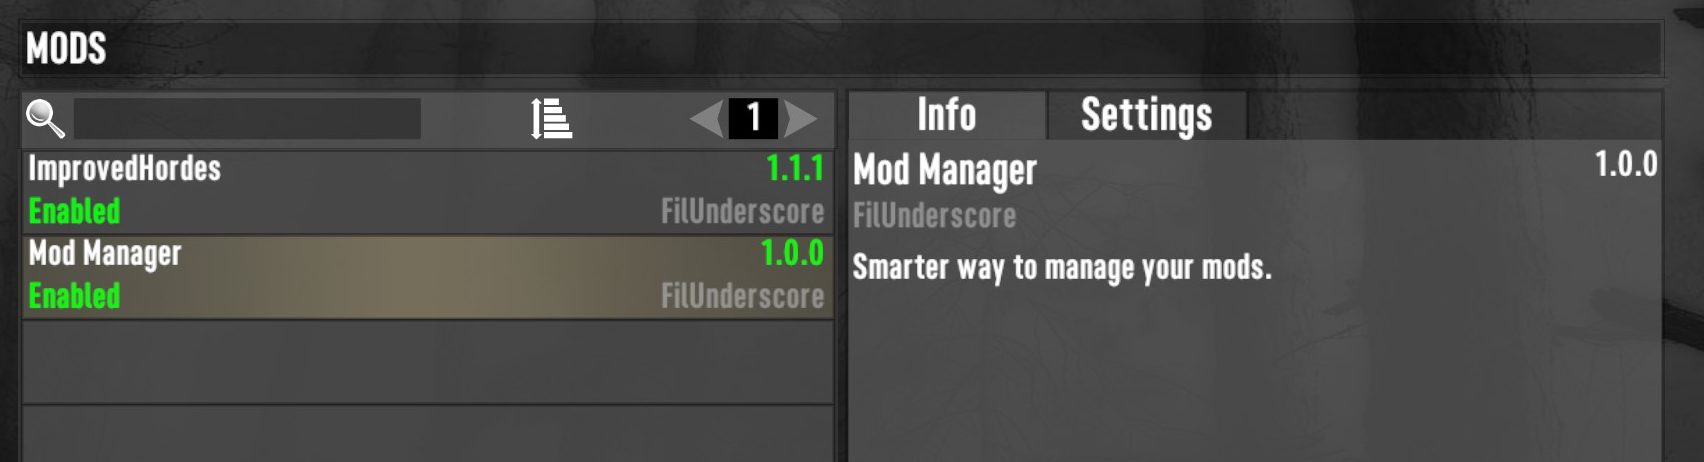 MODS
1
ImprovedHordes 1.1.1
Enabled FilUnderscore
Mod Manager 1.0.0
Enabled FilUnderscore
Info Settings
Mod Manager 1.0.0
FilUnderscore
Smarter way to manage your mods.